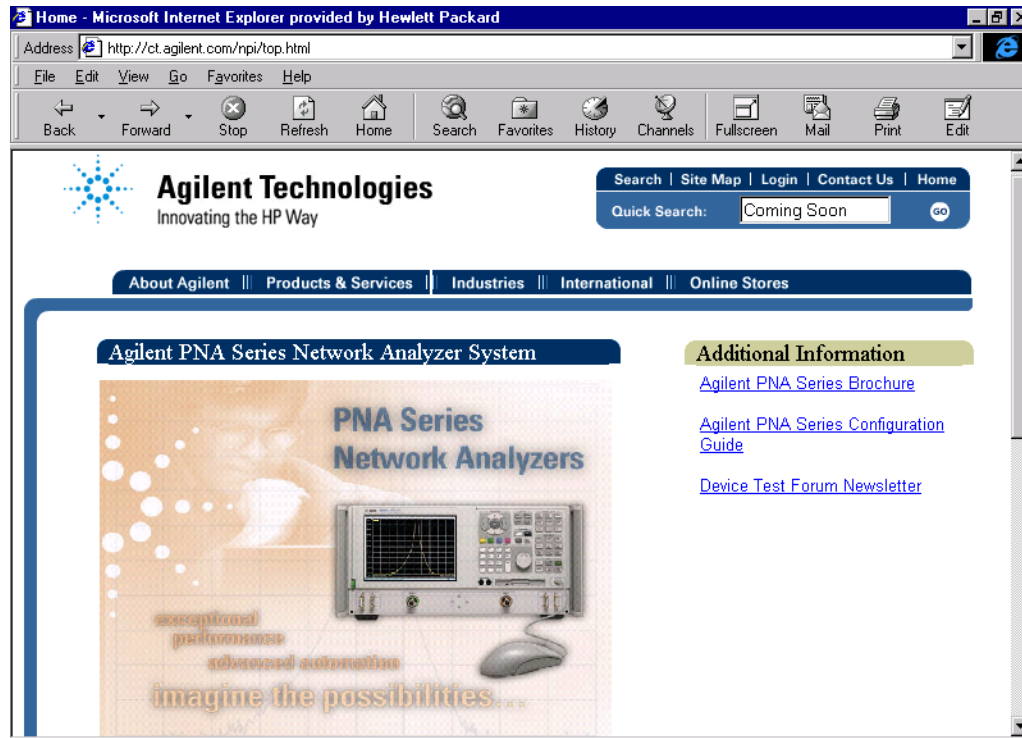 Home - Microsoft Internet Explorer provided by Hewlett Packard
Address http://ct.agilent.com/npi/top.html
File Edit View Go Favorites Help
Back Forward Stop Refresh Home Search Favorites History Channels Fullscreen Mail Print Edit
Agilent Technologies
Innovating the HP Way
Search | Site Map | Login | Contact Us | Home
Quick Search: Coming Soon GO
About Agilent ||| Products & Services ||| Industries ||| International ||| Online Stores
Agilent PNA Series Network Analyzer System
PNA Series
Network Analyzers
exceptional
performance
advanced automation
imagine the possibilities...
Additional Information
Agilent PNA Series Brochure
Agilent PNA Series Configuration
Guide
Device Test Forum Newsletter